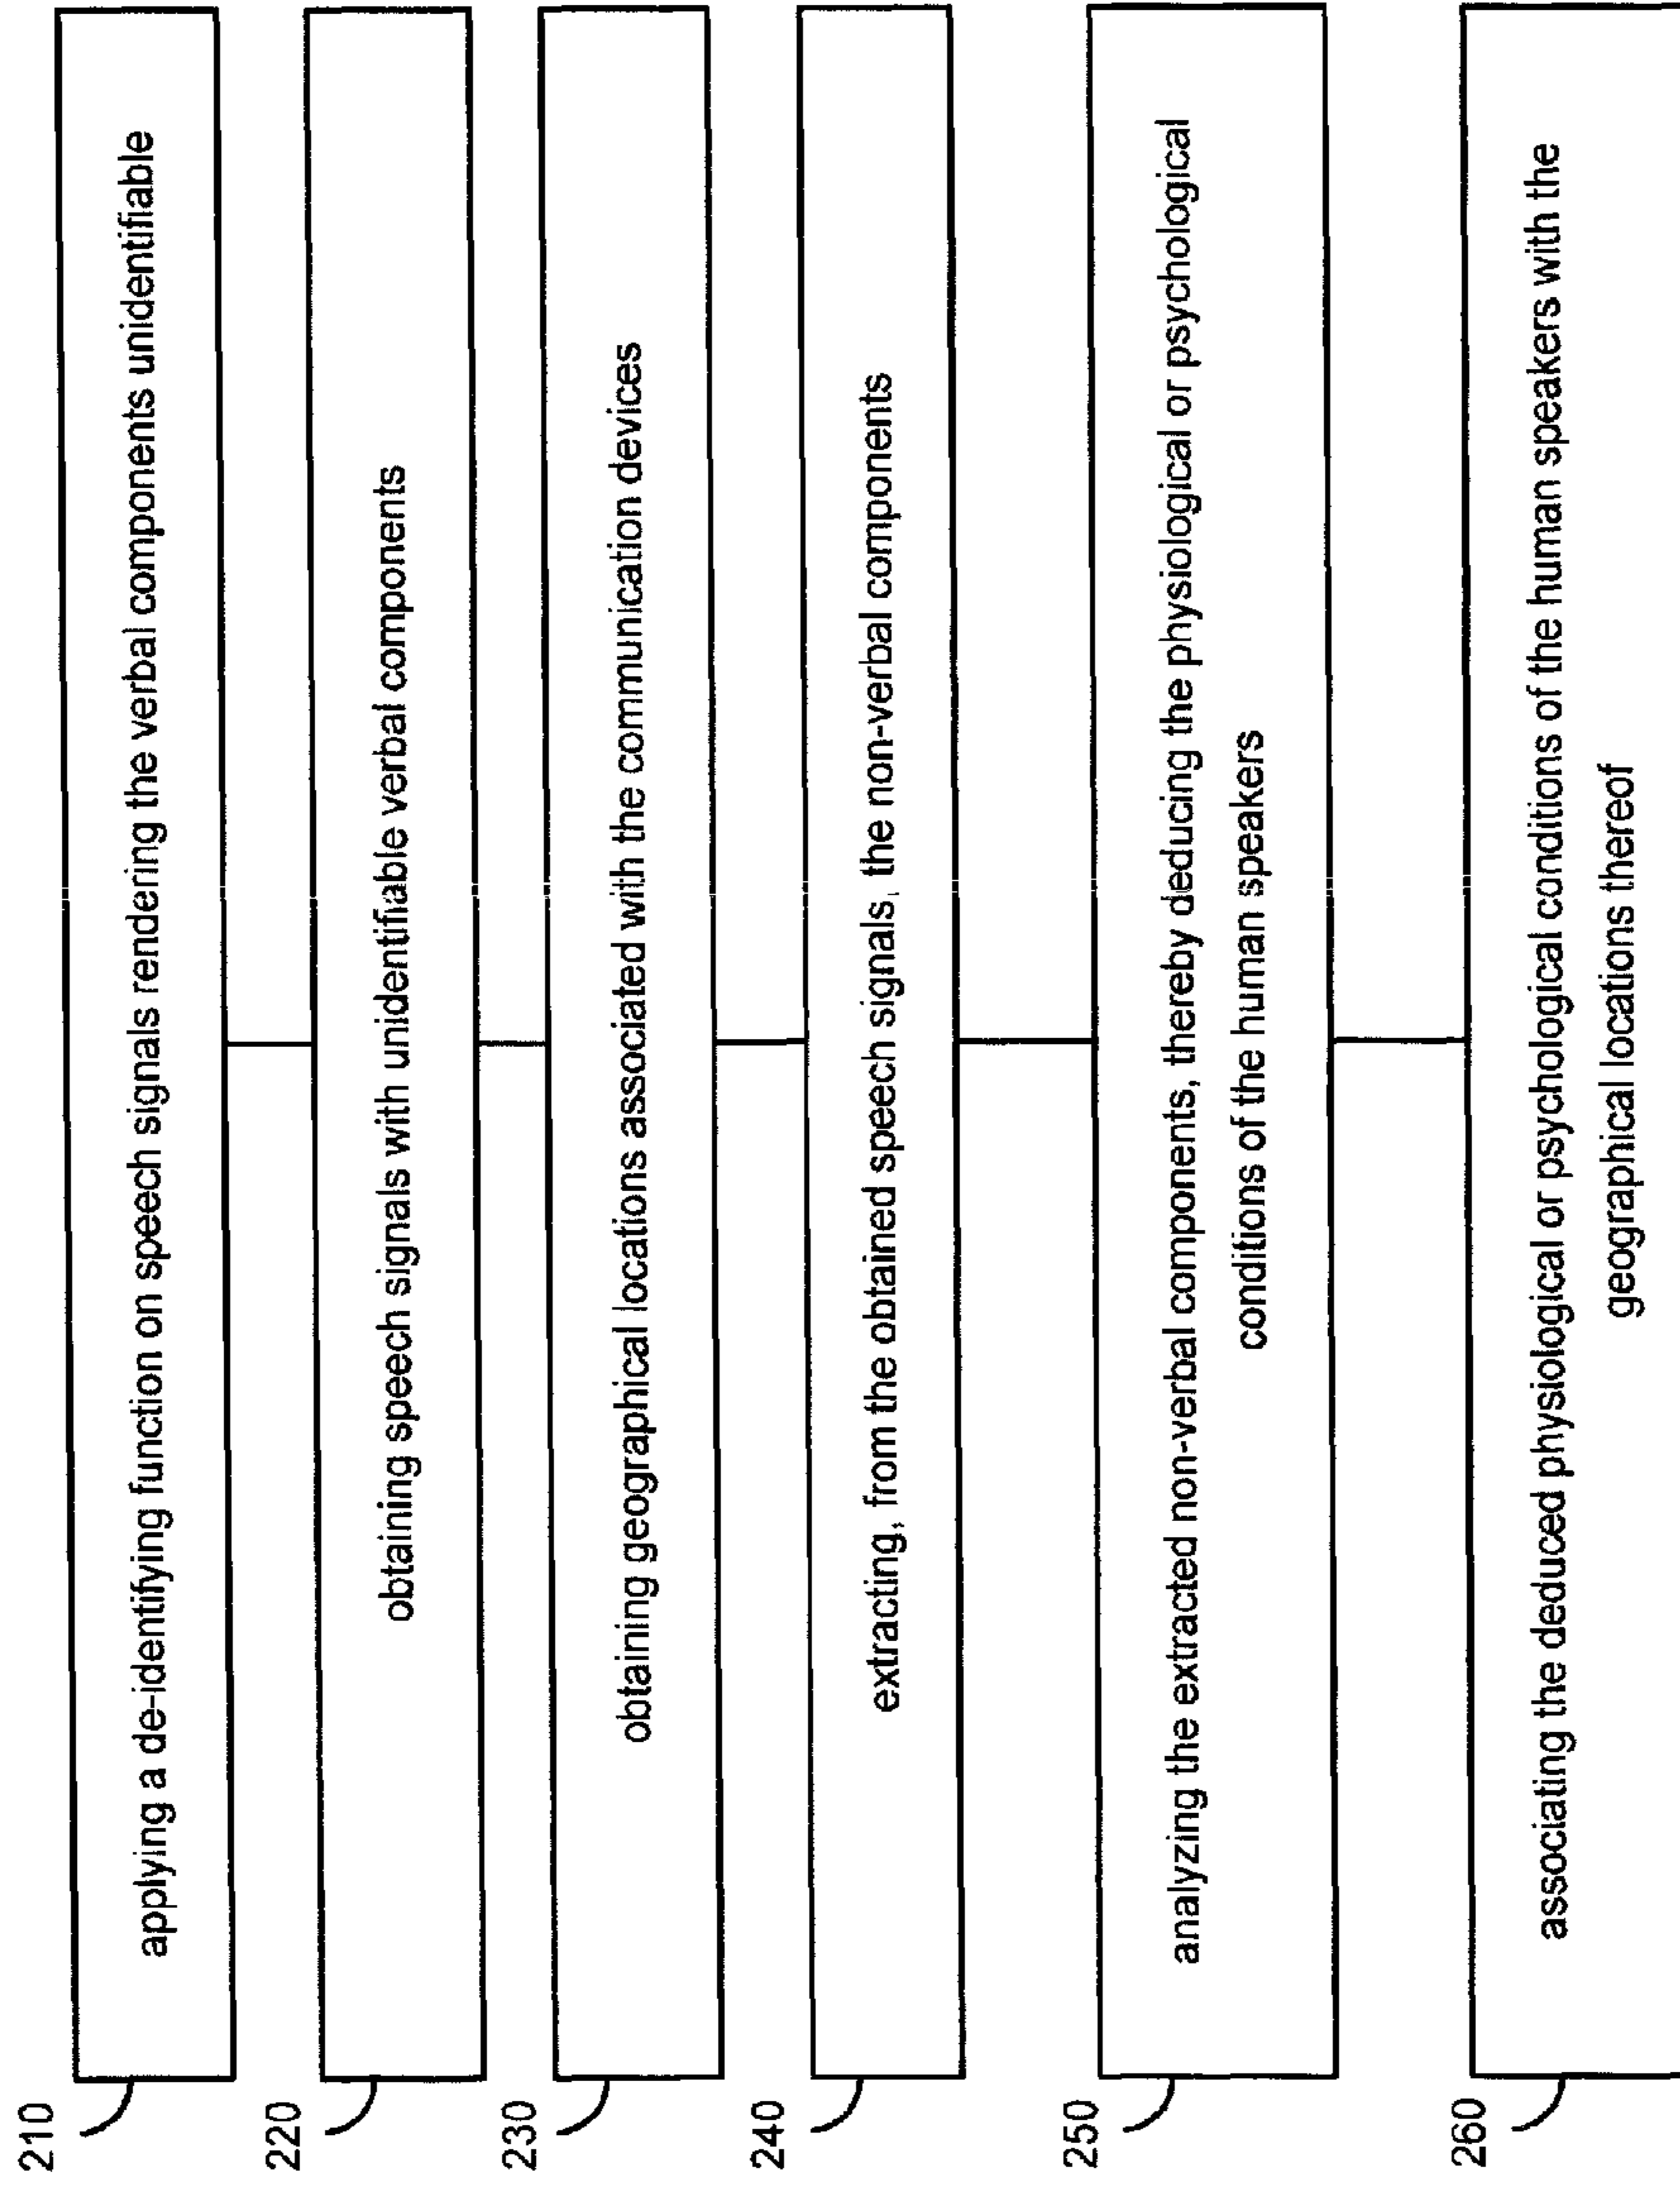 210
applying a de-identifying function on speech signals rendering the verbal components unidentifiable
220
obtaining speech signals with unidentifiable verbal components
230
obtaining geographical locations associated with the communication devices
240
extracting, from the obtained speech signals, the non-verbal components
250
analyzing the extracted non-verbal components, thereby deducing the physiological or psychological
conditions of the human speakers
260
associating the deduced physiological or psychological conditions of the human speakers with the
geographical locations thereof